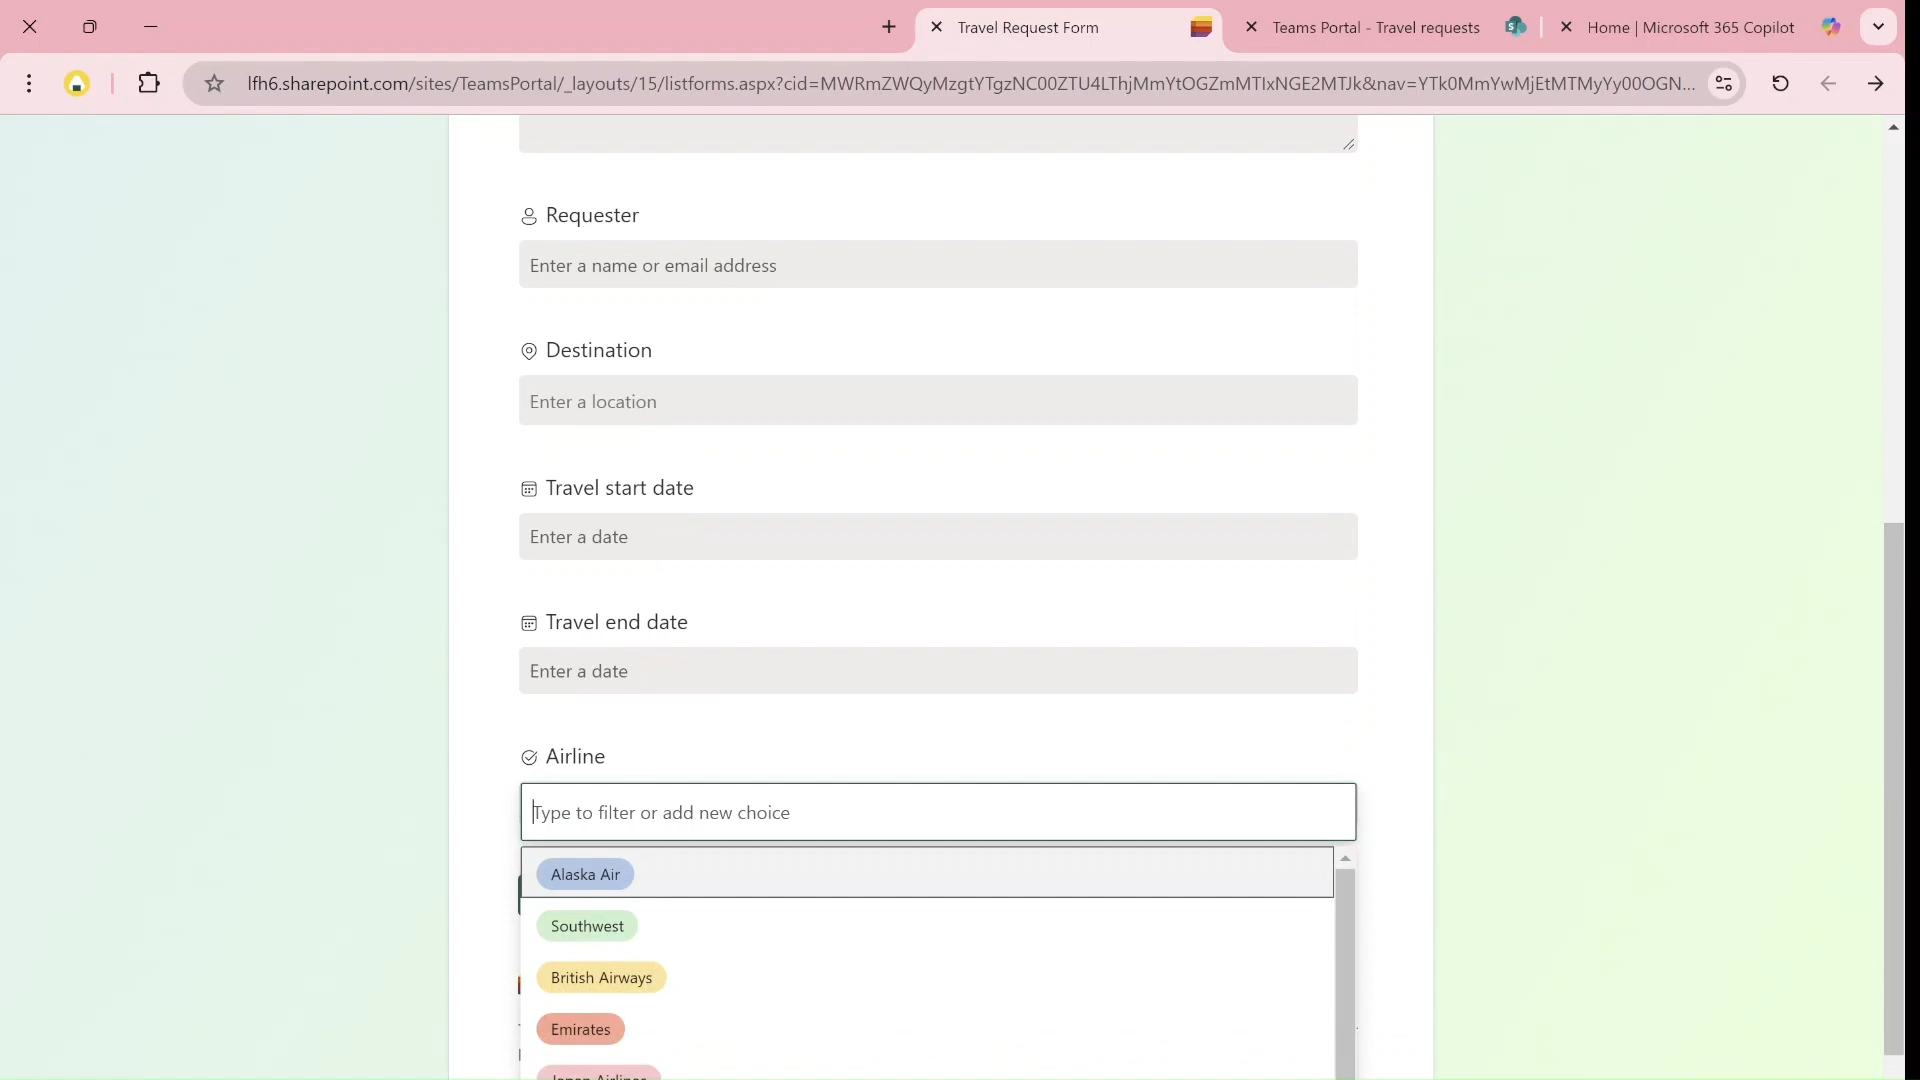 Travel Request Form
Teams Portal - Travel requests
Home | Microsoft 365 Copilot
lfh6.sharepoint.com/sites/TeamsPortal/_layouts/15/listforms.aspx?cid=MWRmZWQyMzgtYTgzNC00ZTU4LThjMmYtOGZmMTIxNGE2MTJk&nav=YTk0MmYwMjEtMTMyYy00OGN...
Requester
Enter a name or email address
Destination
Enter a location
Travel start date
Enter a date
Travel end date
Enter a date
Airline
Type to filter or add new choice
Alaska Air
Southwest
British Airways
Emirates
Japan Airlines